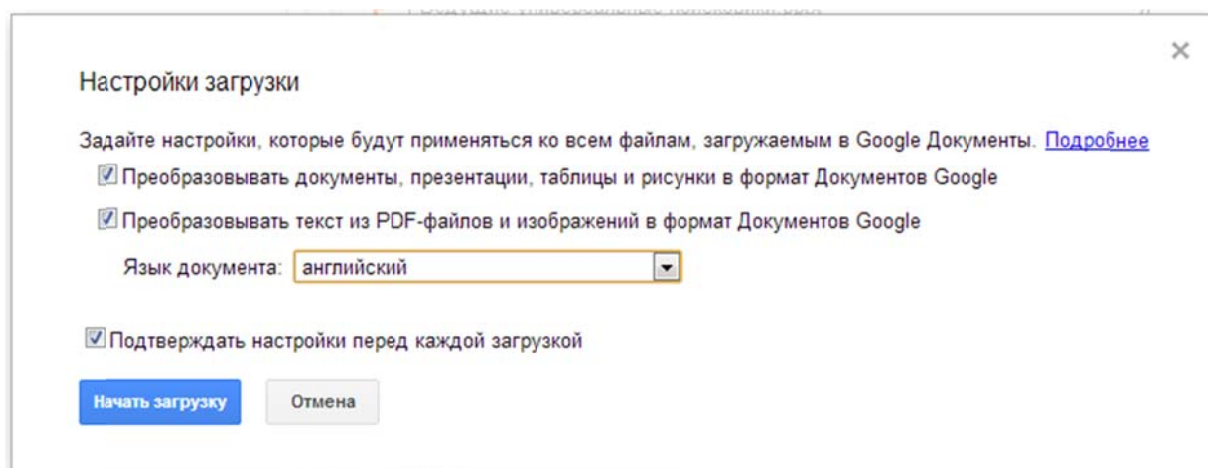 Настройки загрузки
Задайте настройки, которые будут применяться ко всем файлам, загружаемым в Google Документы. Подробнее
Преобразовывать документы, презентации, таблицы и рисунки в формат Документов Google
Преобразовывать текст из PDF-файлов и изображений в формат Документов Google
Язык документа: английский
Подтверждать настройки перед каждой загрузкой
Начать загрузку Отмена